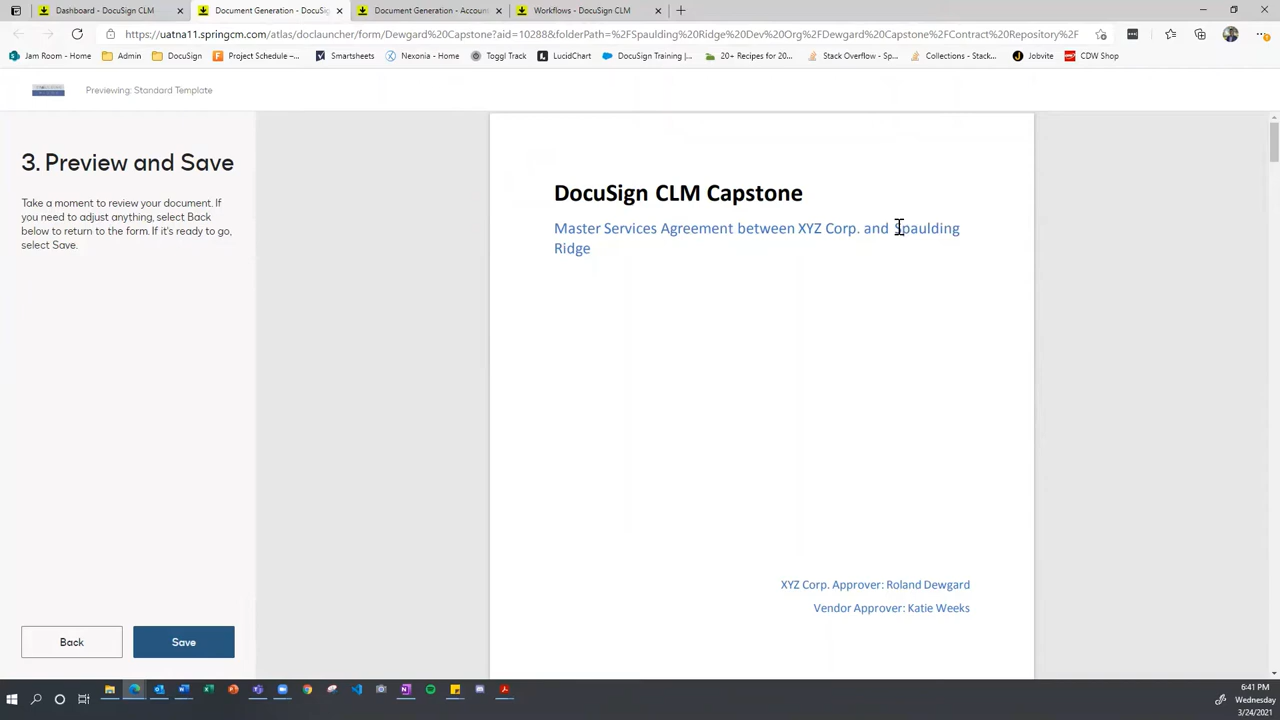 Dashboard - DocuSign CLM
Document Generation - DocuSig
Document Generation - Account
Workflows - DocuSign CLM
https://uatna11.springcm.com/atlas/doclauncher/form/Dewgard%20Capstone?aid=10288&folderPath=%2FSpaulding%20Ridge%20Dev%20Org%2FDewgard%20Capstone%2FContract%20Repository%2F
Jam Room - Home
Admin
DocuSign
Project Schedule -...
Smartsheets
Nexonia - Home
Toggl Track
LucidChart
DocuSign Training |...
20+ Recipes for 20...
Stack Overflow - Sp...
Collections - Stack...
Jobvite
CDW Shop
Previewing: Standard Template
3. Preview and Save
Take a moment to review your document. If
you need to adjust anything, select Back
below to return to the form. If it's ready to go,
select Save.
DocuSign CLM Capstone
Master Services Agreement between XYZ Corp. and Spaulding
Ridge
XYZ Corp. Approver: Roland Dewgard
Vendor Approver: Katie Weeks
Back
Save
6:41 PM
Wednesday
3/24/2021